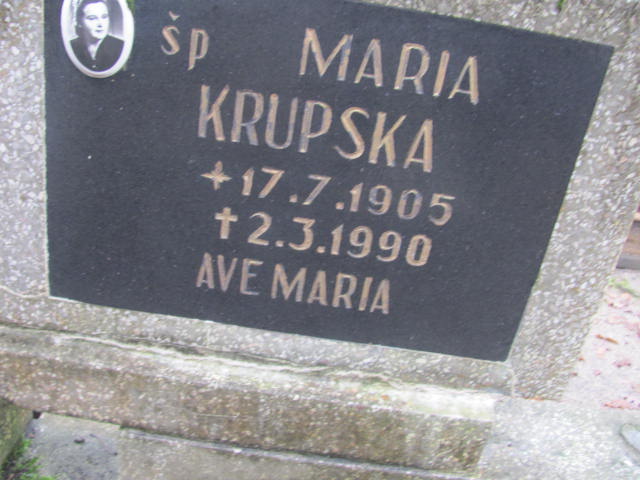 śp MARIA
KRUPSKA
17.7.1905
✝ 2.3.1990
AVE MARIA